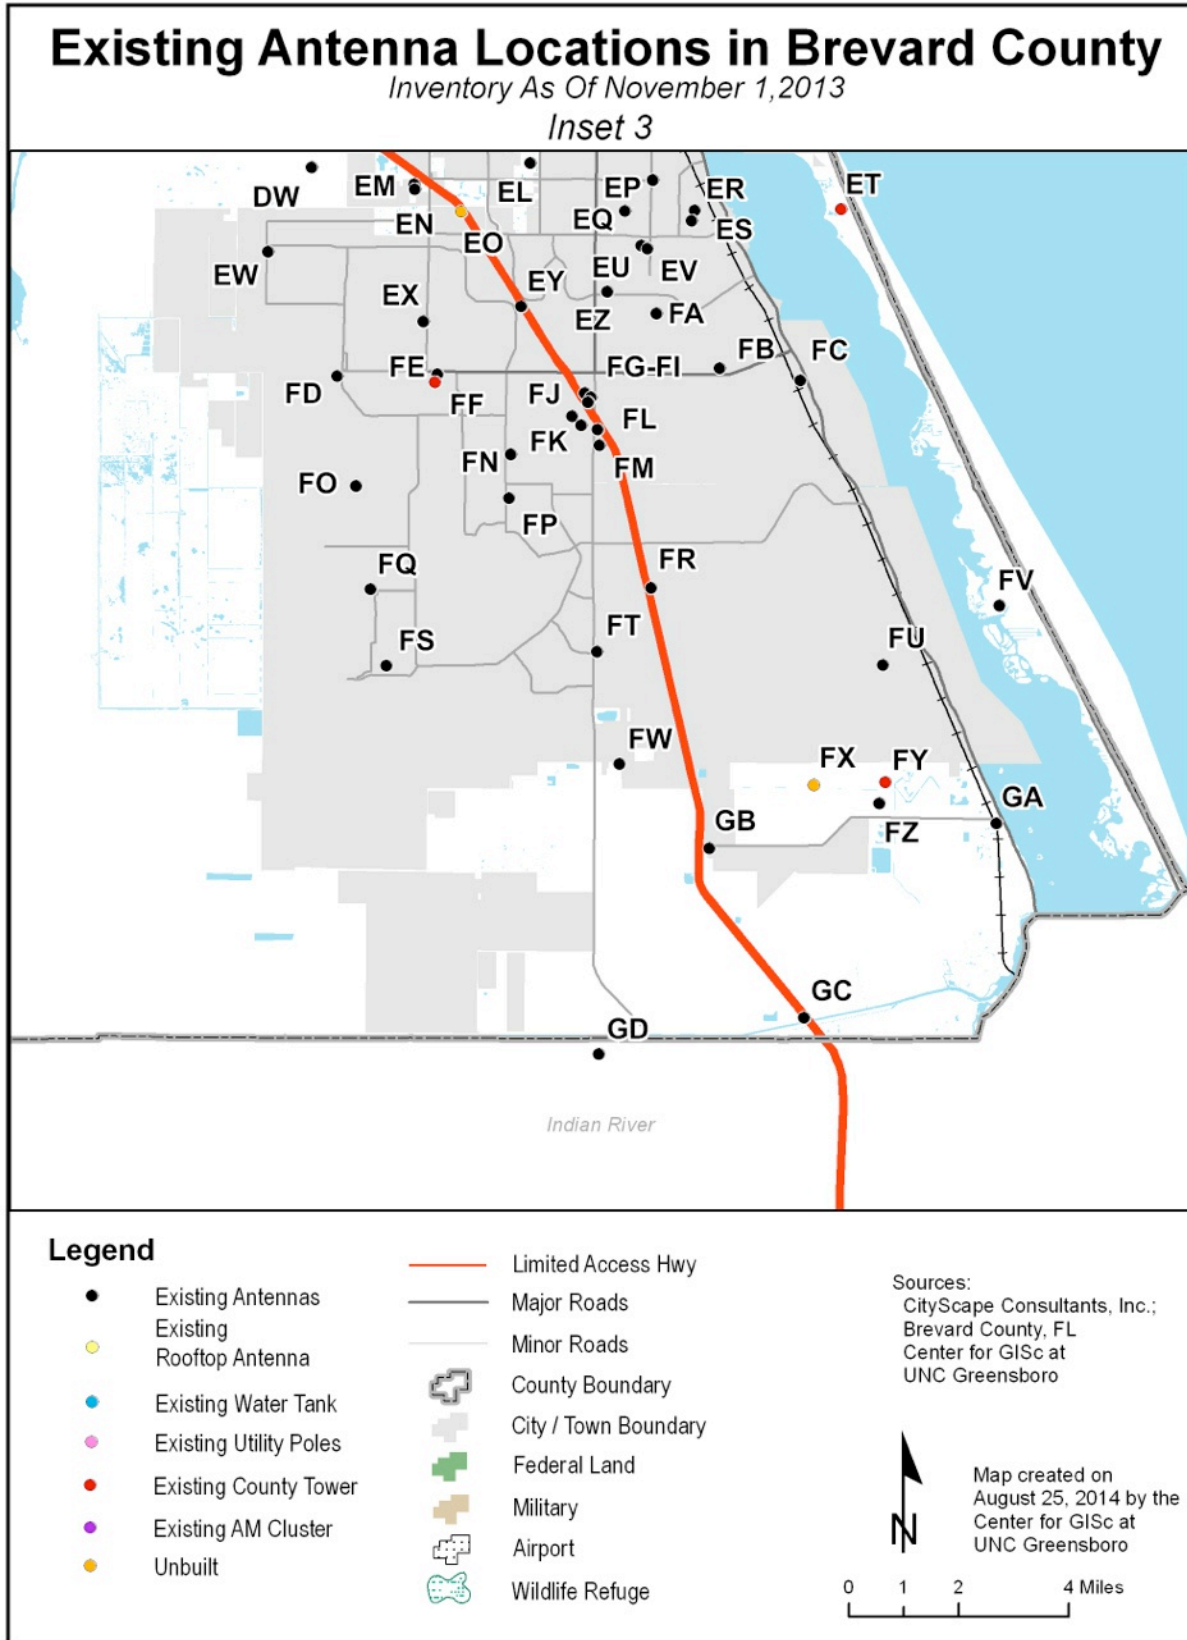 Existing Antenna Locations in Brevard County
Inventory As Of November 1,2013
Inset 3
DW
EM
EL
EP
ER
ET
EN
EQ
ES
EO
EW
EU
EV
EX
EY
EZ
FA
FB
FC
FD
FE
FG-FI
FF
FJ
FL
FK
FN
FM
FO
FP
FQ
FR
FV
FS
FT
FU
FW
FX
FY
GA
GB
FZ
GC
GD
Indian River
Legend
Existing Antennas
Existing
Rooftop Antenna
Existing Water Tank
Existing Utility Poles
Existing County Tower
Existing AM Cluster
Unbuilt
Limited Access Hwy
Major Roads
Minor Roads
County Boundary
City / Town Boundary
Federal Land
Military
Airport
Wildlife Refuge
Sources:
CityScape Consultants, Inc.;
Brevard County, FL
Center for GISc at
UNC Greensboro
N
Map created on
August 25, 2014 by the
Center for GISc at
UNC Greensboro
0 1 2 4 Miles